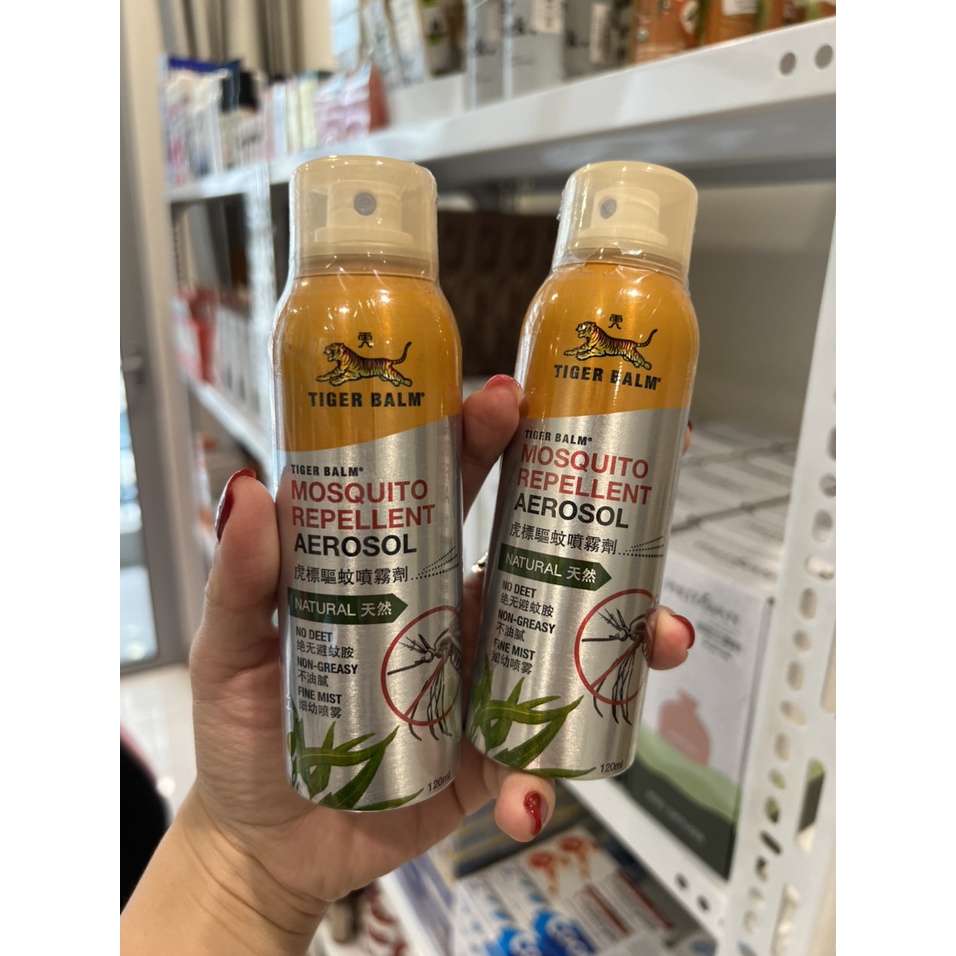 TIGER BALM®
TIGER BALM®
MOSQUITO
REPELLENT
AEROSOL
虎標驅蚊噴霧劑
NATURAL 天然
NO DEET
绝无避蚊胺
NON-GREASY
不油腻
FINE MIST
细幼喷雾
120ml
TIGER BALM®
TIGER BALM®
MOSQUITO
REPELLENT
AEROSOL
虎標驅蚊噴霧劑
NATURAL 天然
NO DEET
绝无避蚊胺
NON-GREASY
不油腻
FINE MIST
细幼喷雾
120ml